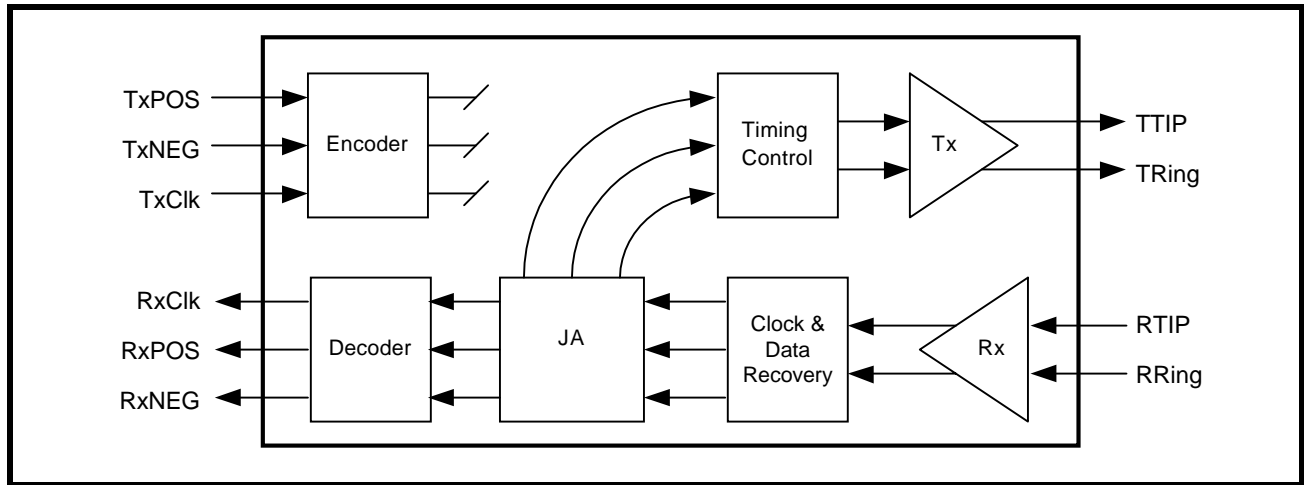 TxPOS
TxNEG
TxClk
Encoder
Timing
Control
Tx
TTIP
TRing
RxClk
RxPOS
RxNEG
Decoder
JA
Clock &
Data
Recovery
Rx
RTIP
RRing